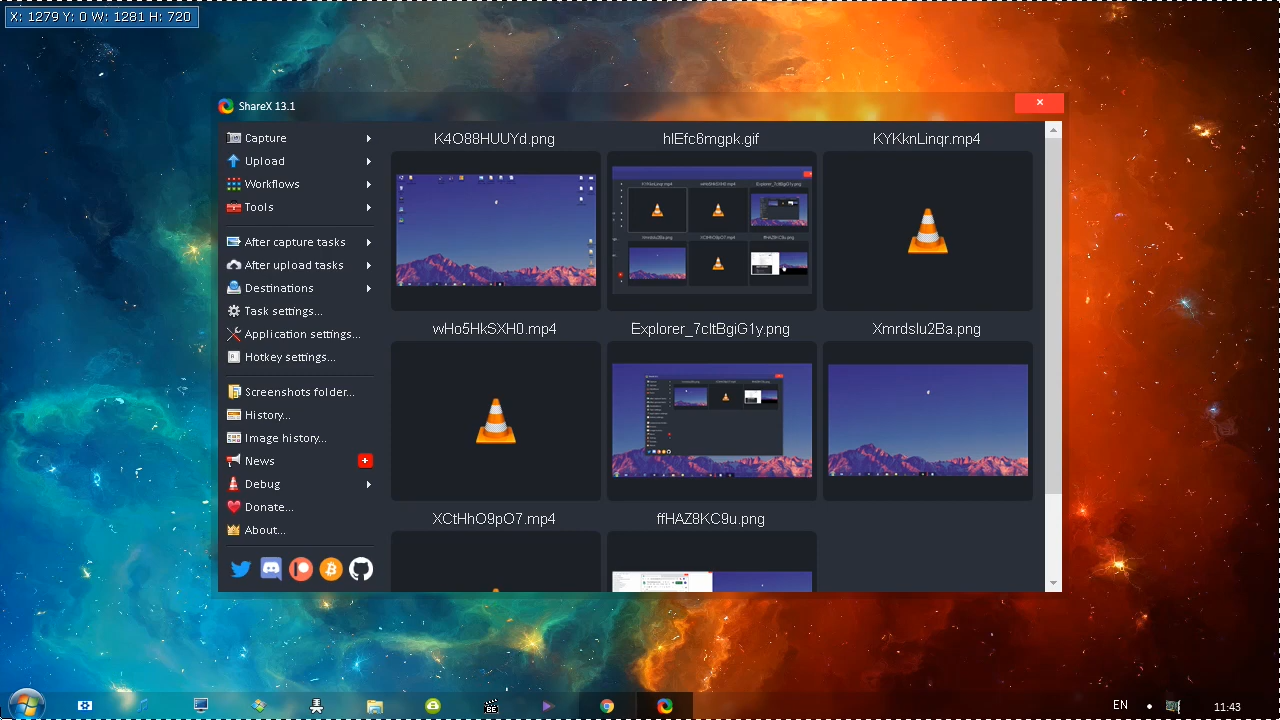 X: 1279 Y: 0 W: 1281 H: 720
ShareX 13.1
Capture
Upload
Workflows
Tools
After capture tasks
After upload tasks
Destinations
Task settings...
Application settings...
Hotkey settings...
Screenshots folder...
History...
Image history...
News
Debug
Donate...
About...
K4O88HUUYd.png
hlEfc6mgpk.gif
KYKknLinqr.mp4
wHo5HkSXH0.mp4
Explorer_7cItBgiG1y.png
Xmrdslu2Ba.png
XCtHhO9pO7.mp4
ffHAZ8KC9u.png
EN
11:43